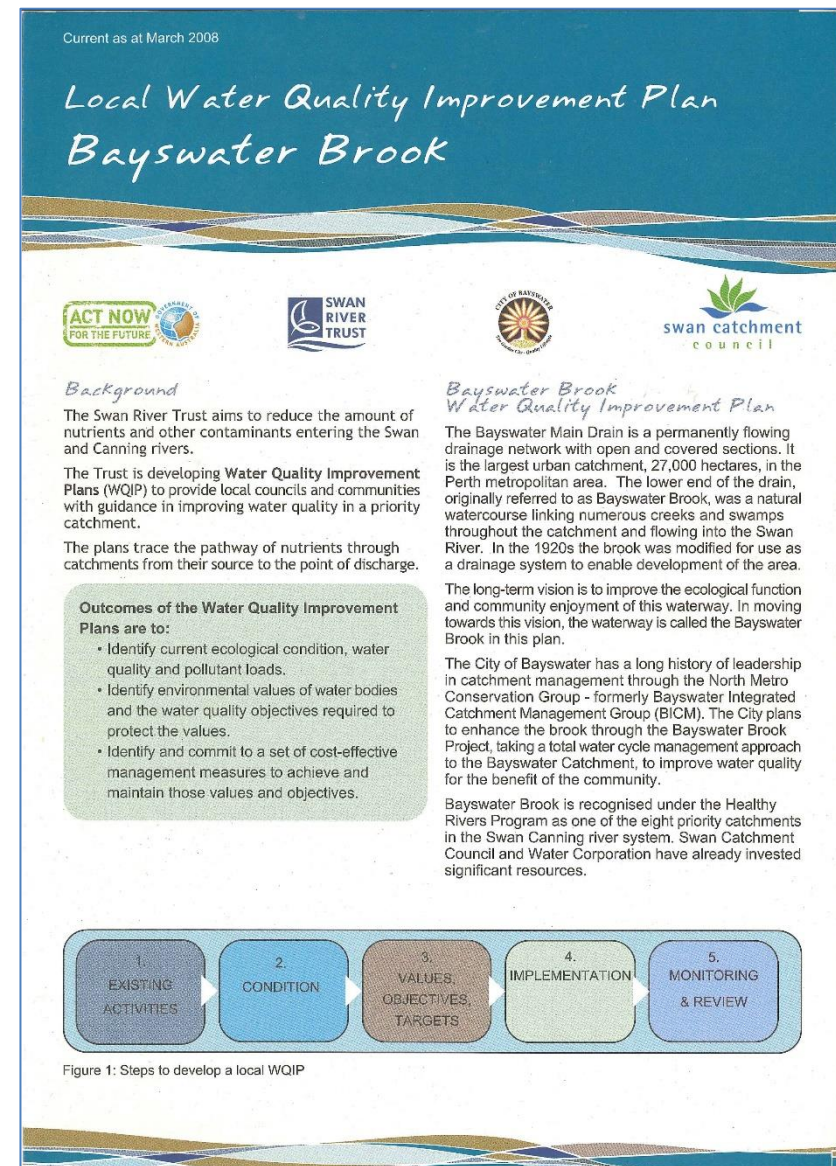 Current as at March 2008
Local Water Quality Improvement Plan
Bayswater Brook
ACT NOW
FOR THE FUTURE
GOVERNMENT OF
WESTERN AUSTRALIA
SWAN
RIVER
TRUST
CITY OF BAYSWATER
swan catchment
council
Background
The Swan River Trust aims to reduce the amount of
nutrients and other contaminants entering the Swan
and Canning rivers.
The Trust is developing Water Quality Improvement
Plans (WQIP) to provide local councils and communities
with guidance in improving water quality in a priority
catchment.
The plans trace the pathway of nutrients through
catchments from their source to the point of discharge.
Outcomes of the Water Quality Improvement
Plans are to:
• Identify current ecological condition, water
quality and pollutant loads.
• Identify environmental values of water bodies
and the water quality objectives required to
protect the values.
• Identify and commit to a set of cost-effective
management measures to achieve and
maintain those values and objectives.
Bayswater Brook
Water Quality Improvement Plan
The Bayswater Main Drain is a permanently flowing
drainage network with open and covered sections. It
is the largest urban catchment, 27,000 hectares, in the
Perth metropolitan area. The lower end of the drain,
originally referred to as Bayswater Brook, was a natural
watercourse linking numerous creeks and swamps
throughout the catchment and flowing into the Swan
River. In the 1920s the brook was modified for use as
a drainage system to enable development of the area.
The long-term vision is to improve the ecological function
and community enjoyment of this waterway. In moving
towards this vision, the waterway is called the Bayswater
Brook in this plan.
The City of Bayswater has a long history of leadership
in catchment management through the North Metro
Conservation Group - formerly Bayswater Integrated
Catchment Management Group (BICM). The City plans
to enhance the brook through the Bayswater Brook
Project, taking a total water cycle management approach
to the Bayswater Catchment, to improve water quality
for the benefit of the community.
Bayswater Brook is recognised under the Healthy
Rivers Program as one of the eight priority catchments
in the Swan Canning river system. Swan Catchment
Council and Water Corporation have already invested
significant resources.
1.
EXISTING
ACTIVITIES
2.
CONDITION
3.
VALUES,
OBJECTIVES,
TARGETS
4.
IMPLEMENTATION
5.
MONITORING
& REVIEW
Figure 1: Steps to develop a local WQIP